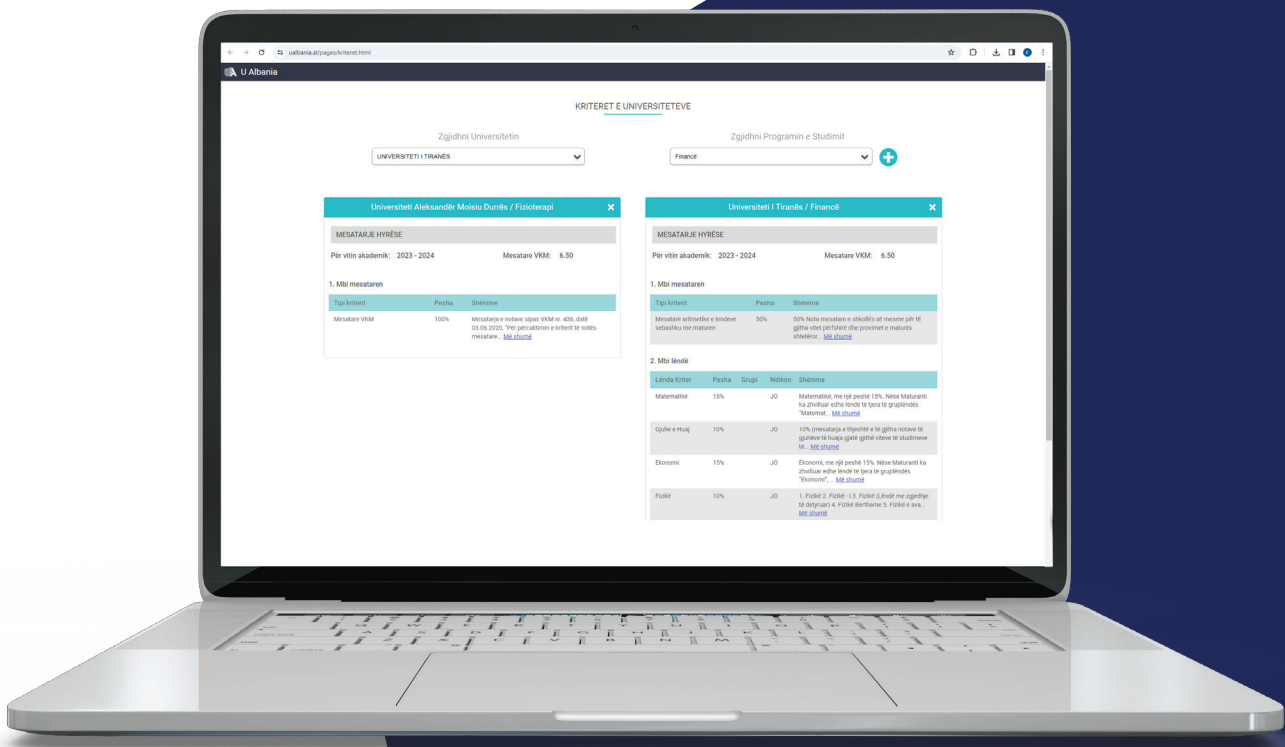 ualbania.al/pages/kriteret.html
U Albania
KRITERET E UNIVERSITETEVE
Zgjidhni Universitetin
Zgjidhni Programin e Studimit
UNIVERSITETI I TIRANËS
Financë
Universiteti Aleksandër Moisiu Durrës / Fizioterapi
MESATARJE HYRËSE
Për vitin akademik: 2023 - 2024 Mesatare VKM: 6.50
1. Mbi mesataren
Tipi kriterit Pesha Shënime
Mesatare VKM 100% Mesatarja e notave sipas VKM nr. 436, datë
03.06.2020, "Për përcaktimin e kriterit të notës
mesatare... Më shumë
Universiteti I Tiranës / Financë
MESATARJE HYRËSE
Për vitin akademik: 2023 - 2024 Mesatare VKM: 6.50
1. Mbi mesataren
Tipi kriterit Pesha Shënime
Mesatare aritmetike e lendeve 50% 50% Nota mesatare e shkollës së mesme për të
sebashku me maturen gjitha vitet përfshirë dhe provimet e maturës
shtetëror... Më shumë
2. Mbi lëndë
Lënda Kriter Pesha Grupi Ndikon Shënime
Matematikë 15% JO Matematikë, me një peshë 15%. Nëse Maturanti
ka zhvilluar edhe lëndë të tjera të gruplëndës
"Matemat... Më shumë
Gjuhe e Huaj 10% JO 10% (mesatarja e thjeshtë e të gjitha notave të
gjuhëve të huaja gjatë gjithë viteve të studimeve
të... Më shumë
Ekonomi 15% JO Ekonomi, me një peshë 15%. Nëse Maturanti ka
zhvilluar edhe lëndë të tjera të gruplëndës
"Ekonomi", ... Më shumë
Fizikë 10% JO 1. Fizikë 2. Fizikë - I 3. Fizikë (Lëndë me zgjedhje
të detyruar) 4. Fizikë Berthame 5. Fizikë e ava...
Më shumë